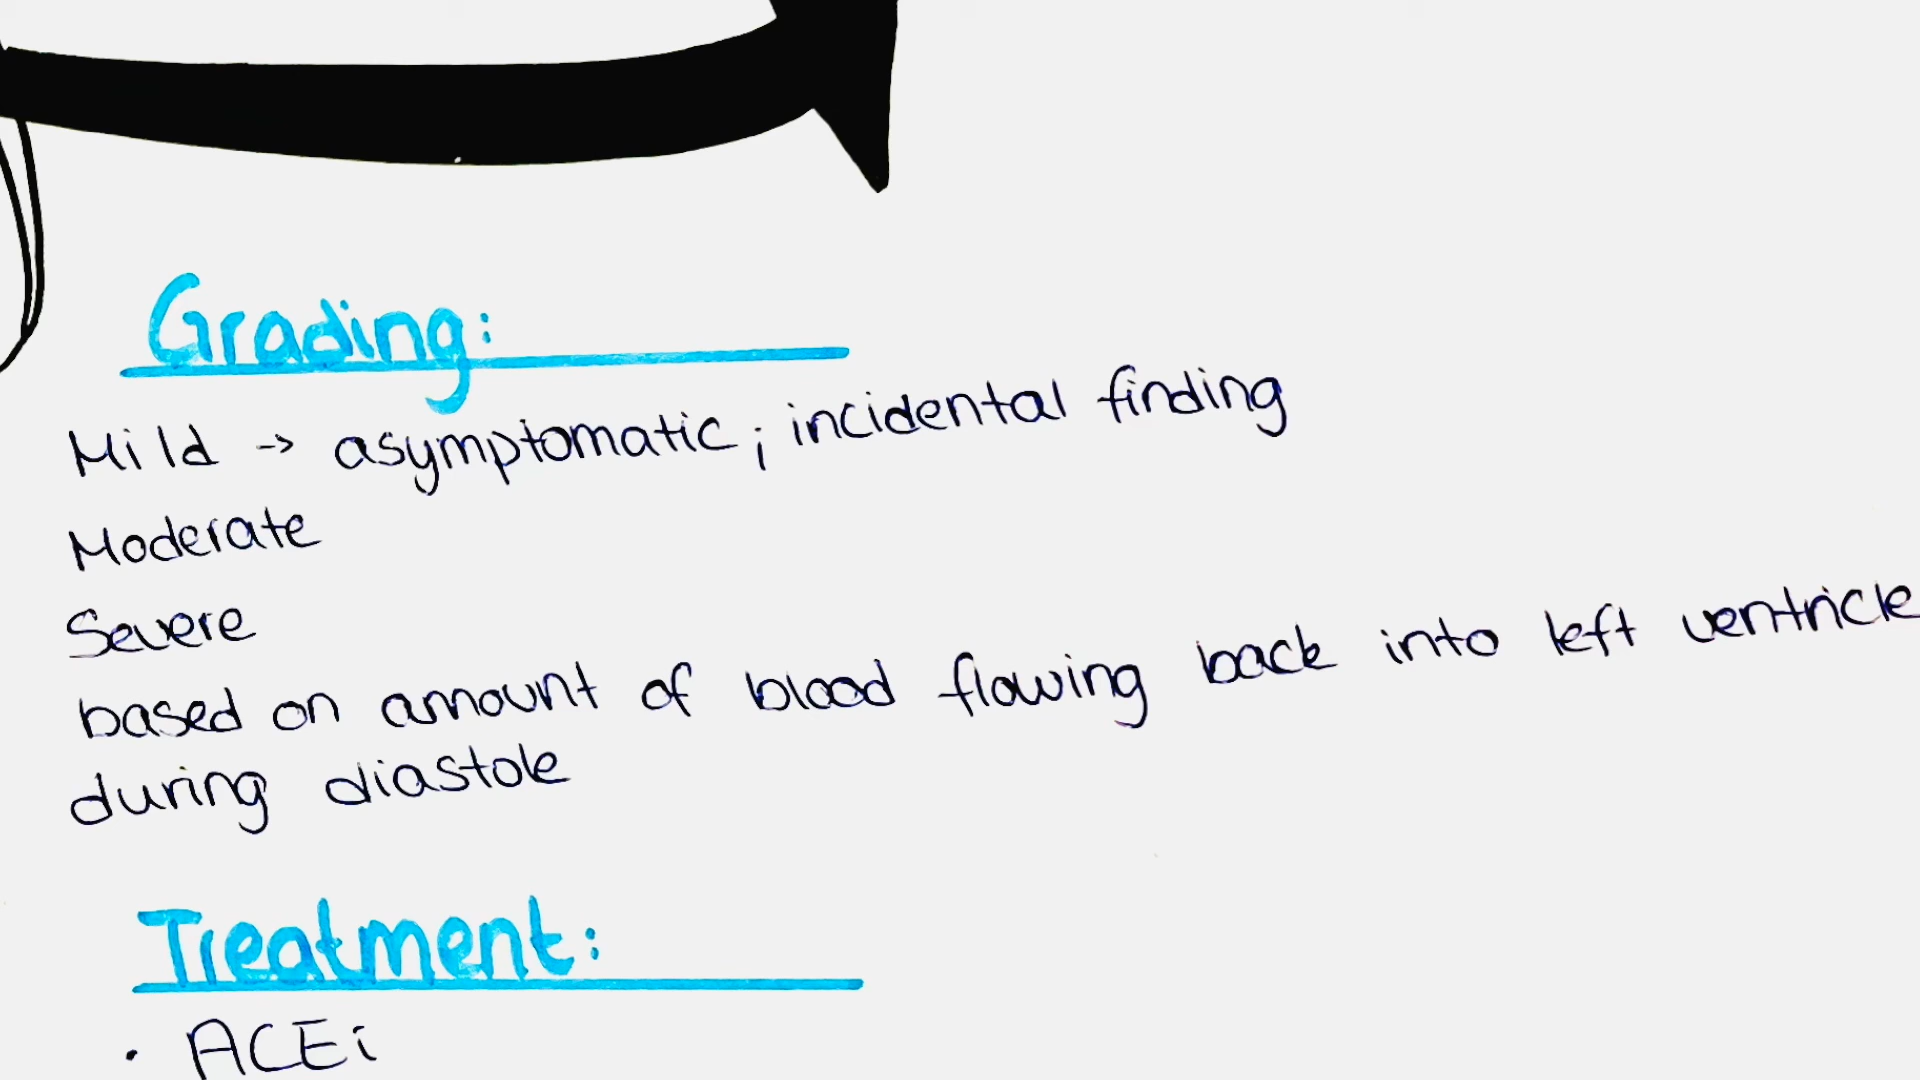 Grading:
Mild -> asymptomatic; incidental finding
Moderate
Severe
based on amount of blood flowing back into left ventricle
during diastole
Treatment:
• ACEi